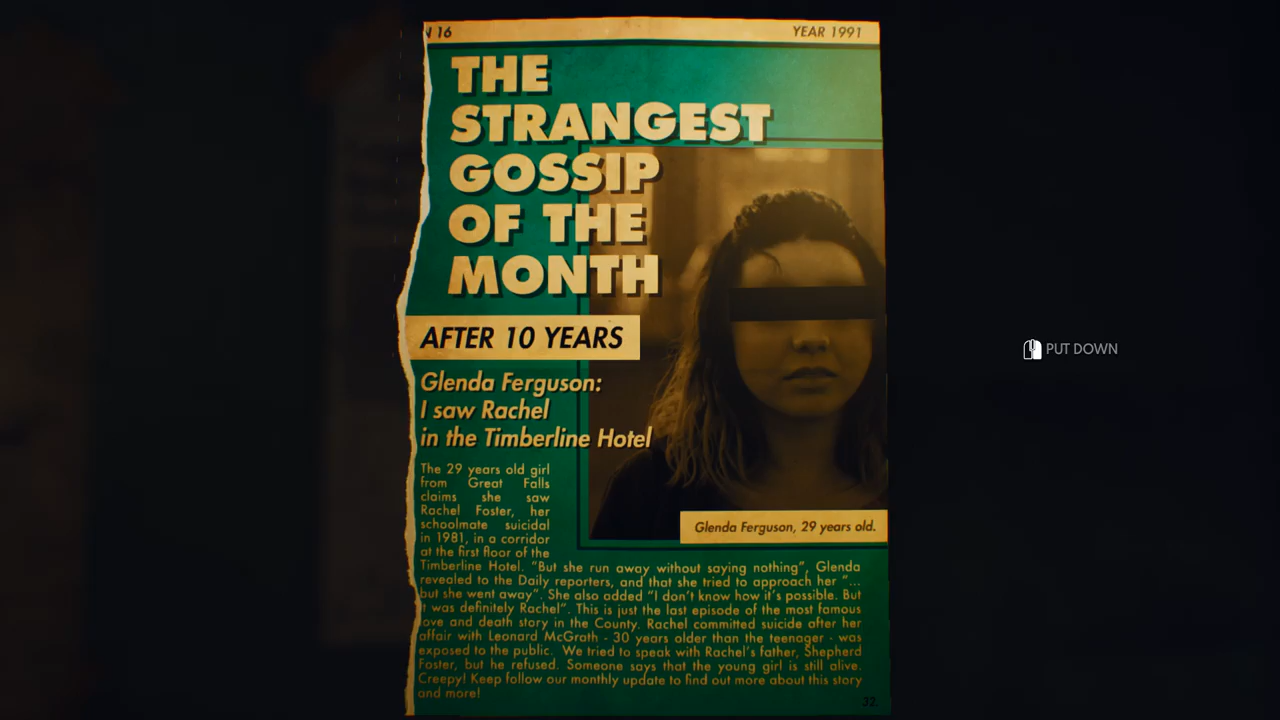 N 16
YEAR 1991
THE
STRANGEST
GOSSIP
OF THE
MONTH
AFTER 10 YEARS
Glenda Ferguson:
I saw Rachel
in the Timberline Hotel
Glenda Ferguson, 29 years old.
The 29 years old girl
from Great Falls
claims she saw
Rachel Foster, her
schoolmate suicidal
in 1981, in a corridor
at the first floor of the
Timberline Hotel. "But she run away without saying nothing", Glenda
revealed to the Daily reporters, and that she tried to approach her "...
but she went away". She also added "I don't know how it's possible. But
it was definitely Rachel". This is just the last episode of the most famous
love and death story in the County. Rachel committed suicide after her
affair with Leonard McGrath - 30 years older than the teenager - was
exposed to the public. We tried to speak with Rachel's father, Shepherd
Foster, but he refused. Someone says that the young girl is still alive.
Creepy! Keep follow our monthly update to find out more about this story
and more!
32.
PUT DOWN